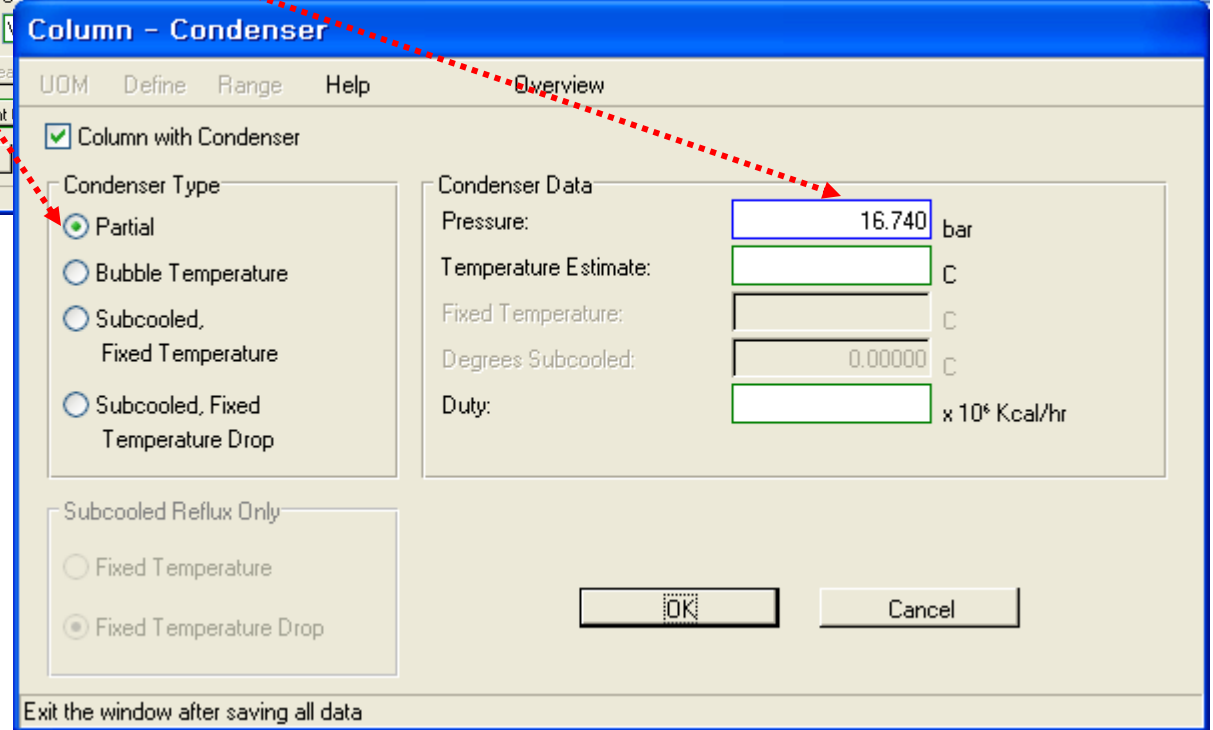 Column - Condenser
UOM Define Range Help Overview
Column with Condenser
Condenser Type
Partial
Bubble Temperature
Subcooled,
Fixed Temperature
Subcooled, Fixed
Temperature Drop
Condenser Data
Pressure: 16.740 bar
Temperature Estimate: C
Fixed Temperature: C
Degrees Subcooled: 0.00000 C
Duty: x 10⁶ Kcal/hr
Subcooled Reflux Only
Fixed Temperature
Fixed Temperature Drop
OK Cancel
Exit the window after saving all data